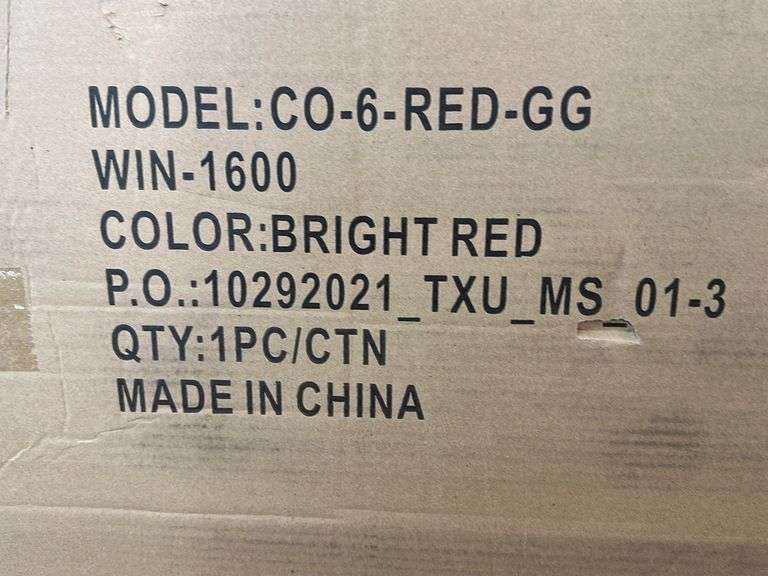 MODEL:CO-6-RED-GG
WIN-1600
COLOR:BRIGHT RED
P.O.:10292021_TXU_MS_01-3
QTY:1PC/CTN
MADE IN CHINA